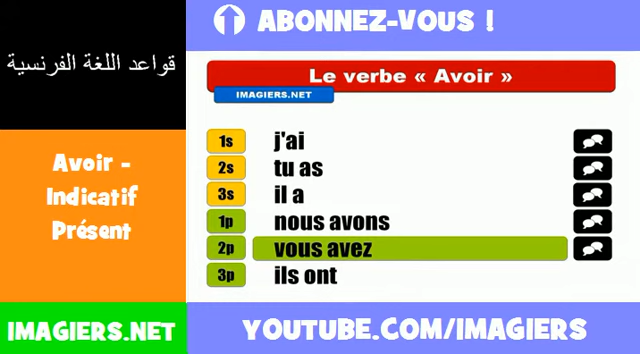 قواعد اللغة الفرنسية
Avoir -
Indicatif
Présent
IMAGIERS.NET
ABONNEZ-VOUS !
Le verbe « Avoir »
IMAGIERS.NET
1s j'ai
2s tu as
3s il a
1p nous avons
2p vous avez
3p ils ont
YOUTUBE.COM/IMAGIERS